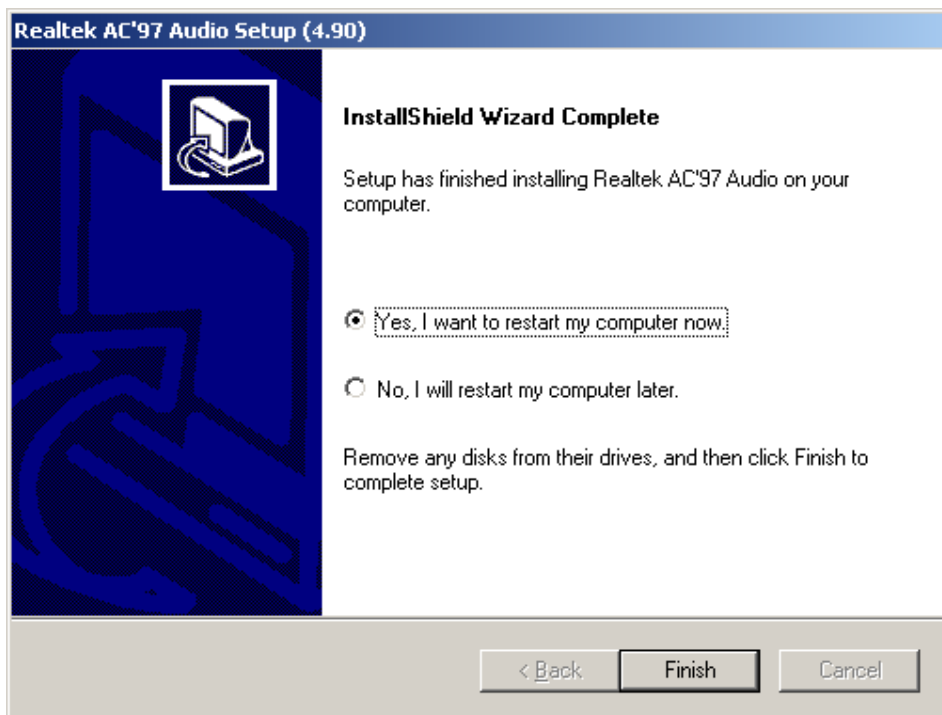 Realtek AC'97 Audio Setup (4.90)
InstallShield Wizard Complete
Setup has finished installing Realtek AC'97 Audio on your
computer.
Yes, I want to restart my computer now.
No, I will restart my computer later.
Remove any disks from their drives, and then click Finish to
complete setup.
< Back
Finish
Cancel